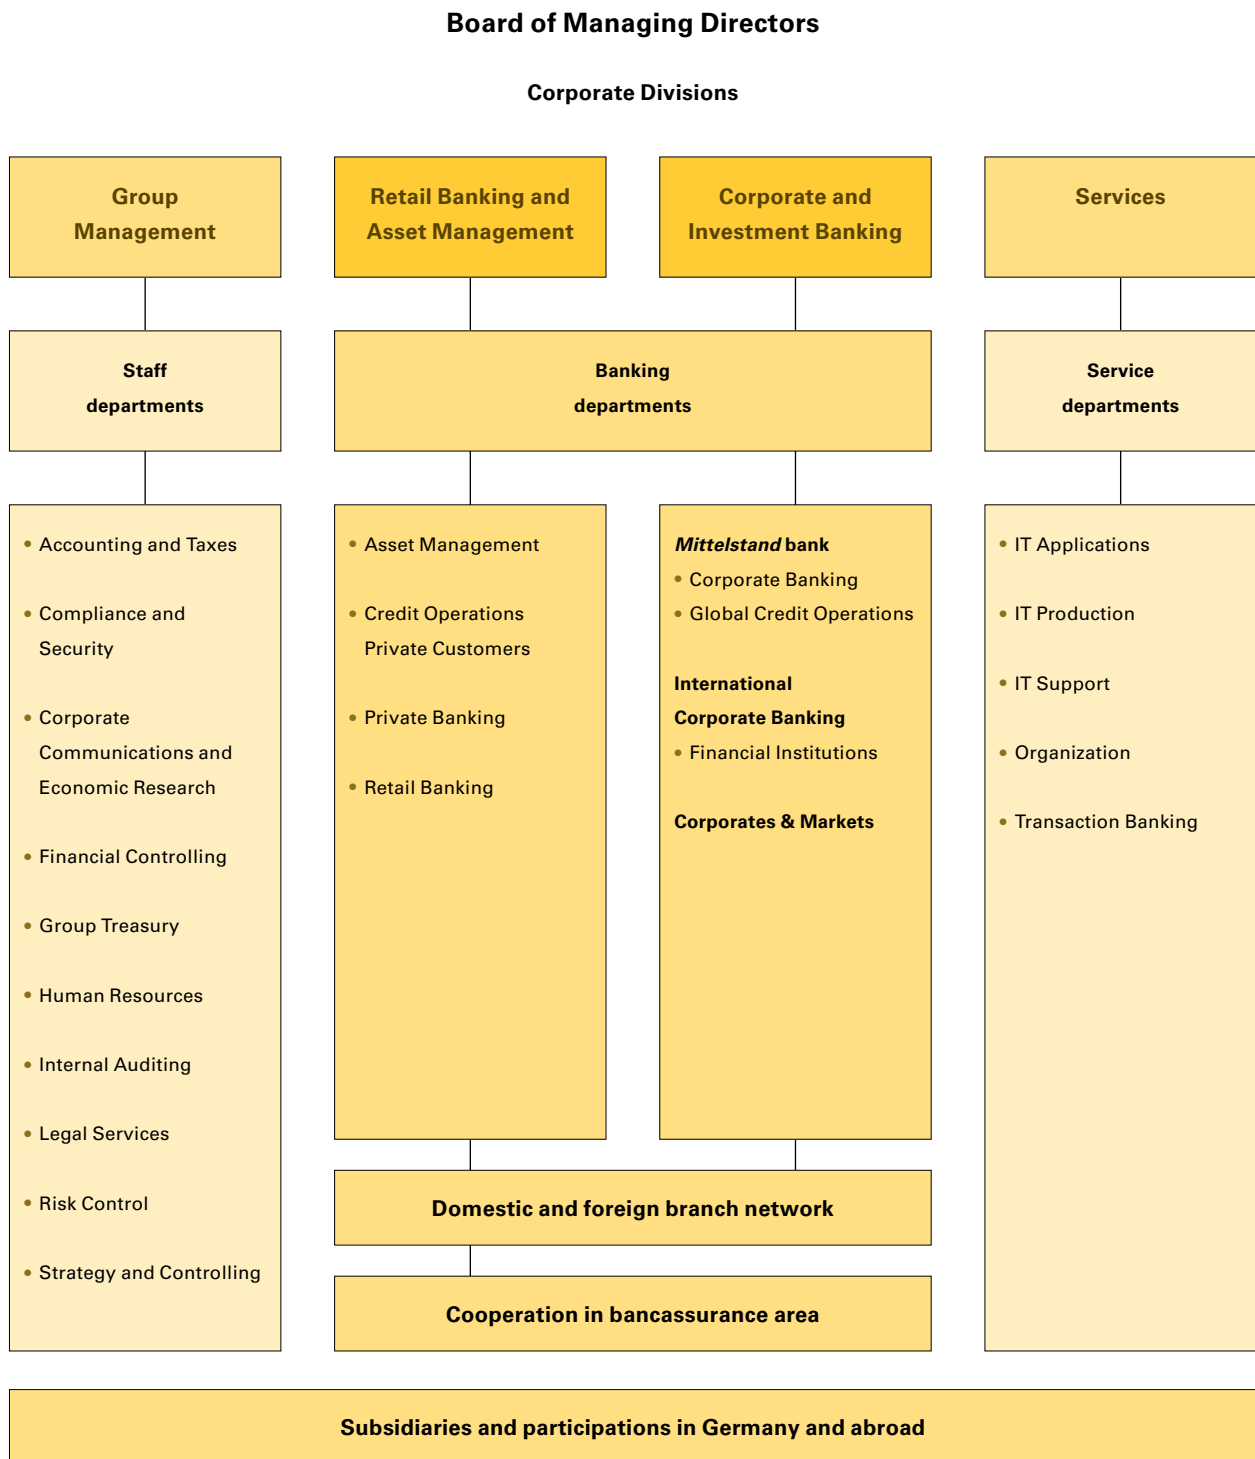 Board of Managing Directors
Corporate Divisions
Group
Management
Retail Banking and
Asset Management
Corporate and
Investment Banking
Services
Staff
departments
Banking
departments
Service
departments
• Accounting and Taxes
• Compliance and
Security
• Corporate
Communications and
Economic Research
• Financial Controlling
• Group Treasury
• Human Resources
• Internal Auditing
• Legal Services
• Risk Control
• Strategy and Controlling
• Asset Management
• Credit Operations
Private Customers
• Private Banking
• Retail Banking
Mittelstand bank
• Corporate Banking
• Global Credit Operations
International
Corporate Banking
• Financial Institutions
Corporates & Markets
• IT Applications
• IT Production
• IT Support
• Organization
• Transaction Banking
Domestic and foreign branch network
Cooperation in bancassurance area
Subsidiaries and participations in Germany and abroad